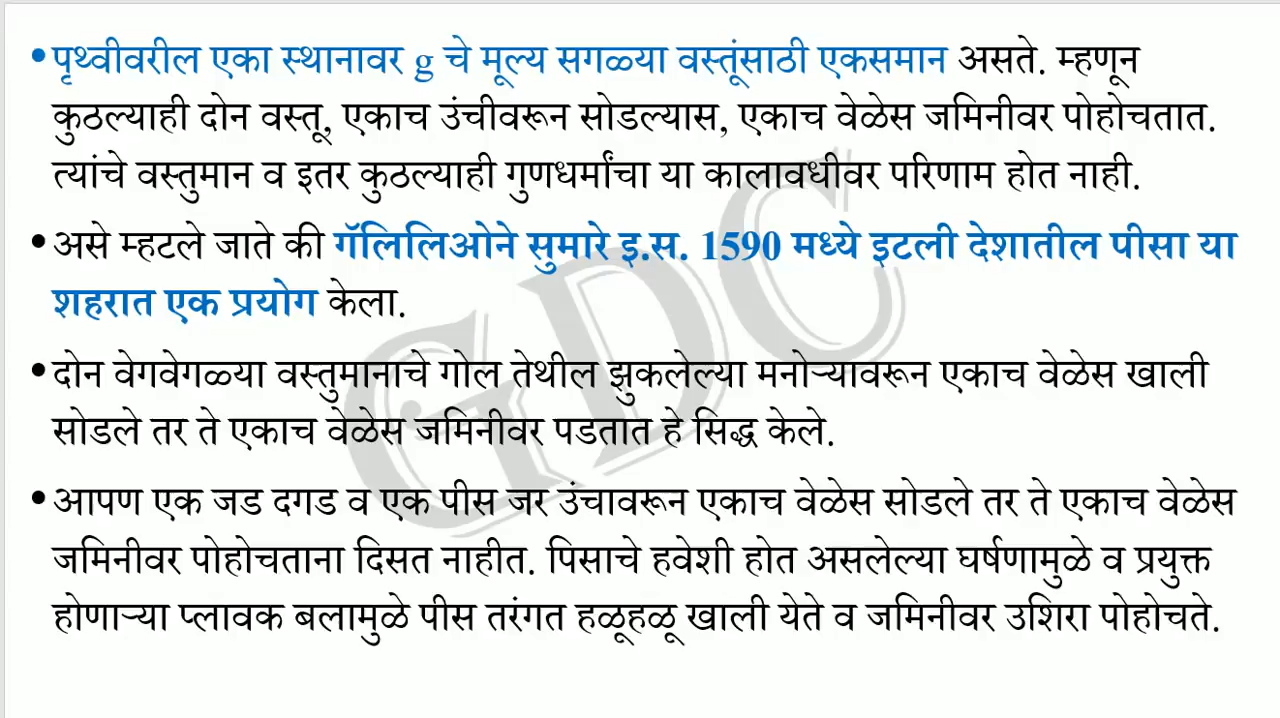 • पृथ्वीवरील एका स्थानावर g चे मूल्य सगळ्या वस्तूंसाठी एकसमान असते. म्हणून
कुठल्याही दोन वस्तू, एकाच उंचीवरून सोडल्यास, एकाच वेळेस जमिनीवर पोहोचतात.
त्यांचे वस्तुमान व इतर कुठल्याही गुणधर्मांचा या कालावधीवर परिणाम होत नाही.
• असे म्हटले जाते की गॅलिलिओने सुमारे इ.स. 1590 मध्ये इटली देशातील पीसा या
शहरात एक प्रयोग केला.
• दोन वेगवेगळ्या वस्तुमानाचे गोल तेथील झुकलेल्या मनोऱ्यावरून एकाच वेळेस खाली
सोडले तर ते एकाच वेळेस जमिनीवर पडतात हे सिद्ध केले.
• आपण एक जड दगड व एक पीस जर उंचावरून एकाच वेळेस सोडले तर ते एकाच वेळेस
जमिनीवर पोहोचताना दिसत नाहीत. पिसाचे हवेशी होत असलेल्या घर्षणामुळे व प्रयुक्त
होणाऱ्या प्लावक बलामुळे पीस तरंगत हळूहळू खाली येते व जमिनीवर उशिरा पोहोचते.
GDC